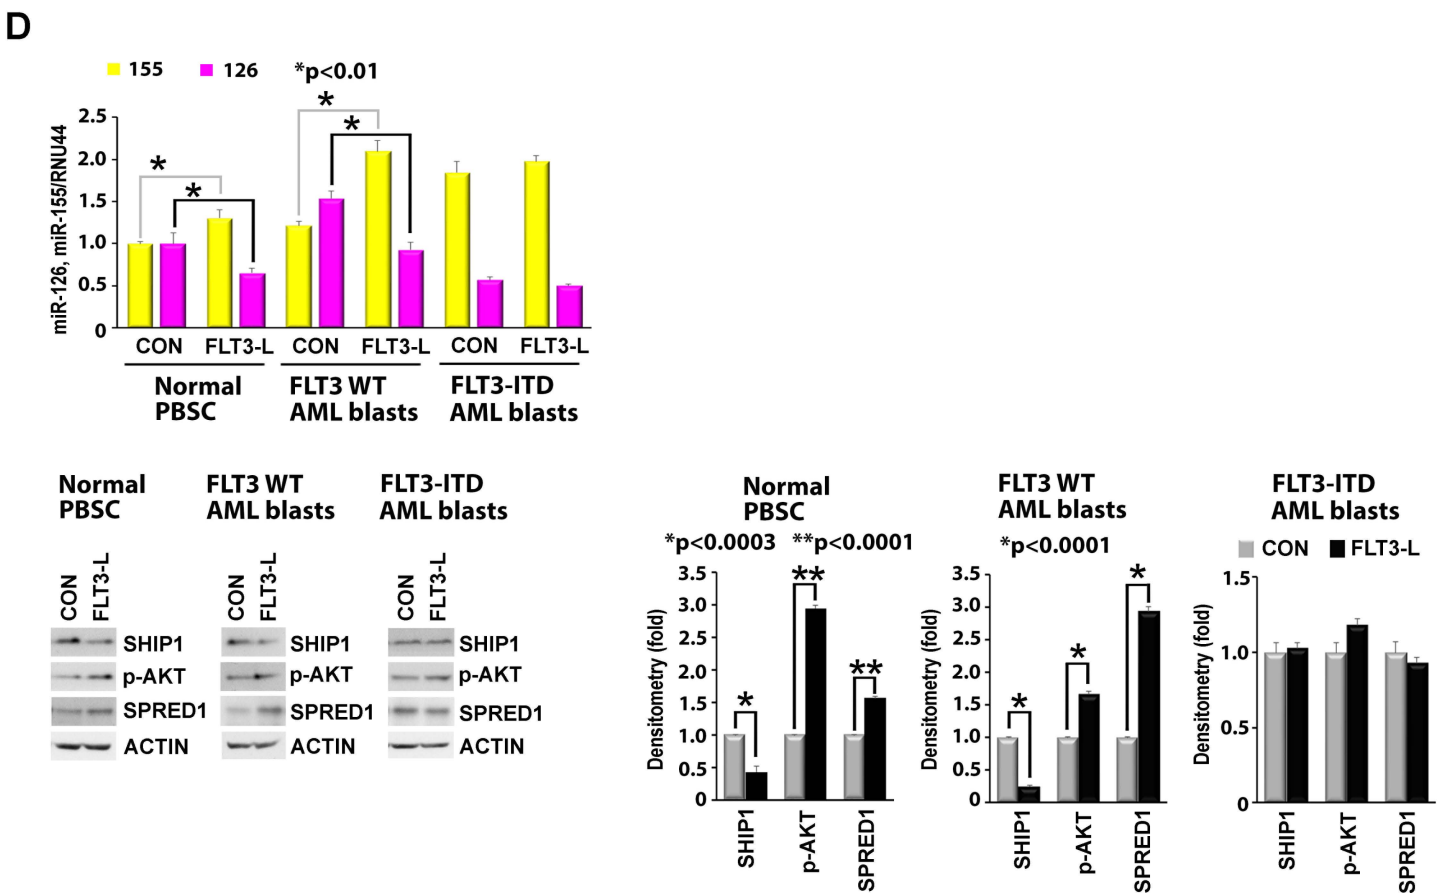 D
155 126 *p<0.01
miR-126, miR-155/RNU44
2.5
2.0
1.5
1.0
0.5
0
* * * *
CON FLT3-L CON FLT3-L CON FLT3-L
Normal PBSC
FLT3 WT AML blasts
FLT3-ITD AML blasts
Normal PBSC
FLT3 WT AML blasts
FLT3-ITD AML blasts
CON FLT3-L CON FLT3-L CON FLT3-L
SHIP1 SHIP1 SHIP1
p-AKT p-AKT p-AKT
SPRED1 SPRED1 SPRED1
ACTIN ACTIN ACTIN
Normal
PBSC
*p<0.0003 **p<0.0001
Densitometry (fold)
3.5
3.0
2.5
2.0
1.5
1.0
0.5
0
* ** **
SHIP1 p-AKT SPRED1
FLT3 WT
AML blasts
*p<0.0001
Densitometry (fold)
3.5
3.0
2.5
2.0
1.5
1.0
0.5
0
* * *
SHIP1 p-AKT SPRED1
FLT3-ITD
AML blasts
CON FLT3-L
Densitometry (fold)
1.5
1.0
0.5
0
SHIP1 p-AKT SPRED1